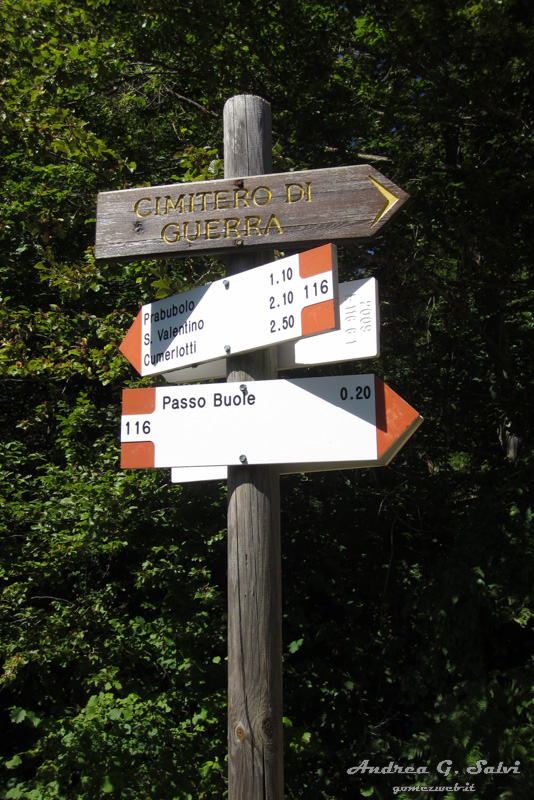 CIMITERO DI
GUERRA
Prabubolo 1.10
S. Valentino 2.10 116
Cumerlotti 2.50
2009
Passo Buole 0.20
116
Andrea G. Salvi
gomezweb.it